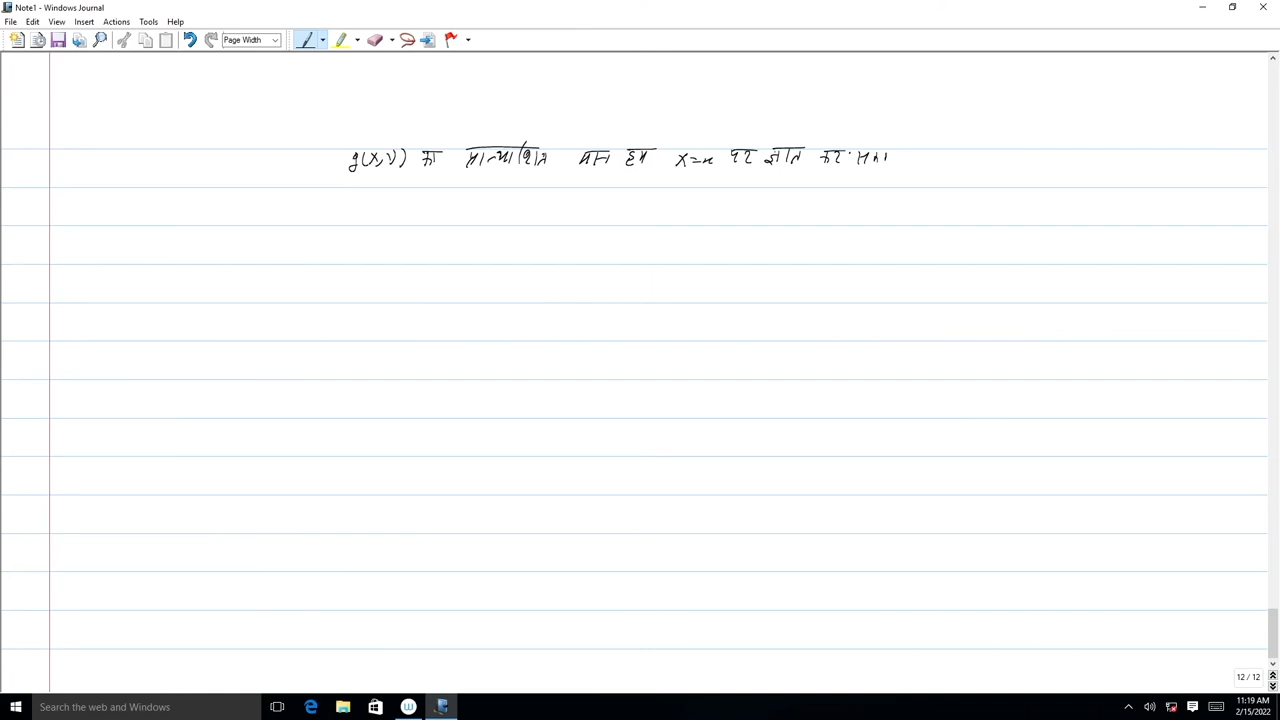 Note1 - Windows Journal
File Edit View Insert Actions Tools Help
Page Width
g(X,Y) का मान हम X=x पर ज्ञात कर
12 / 12
Search the web and Windows
11:19 AM
2/15/2022